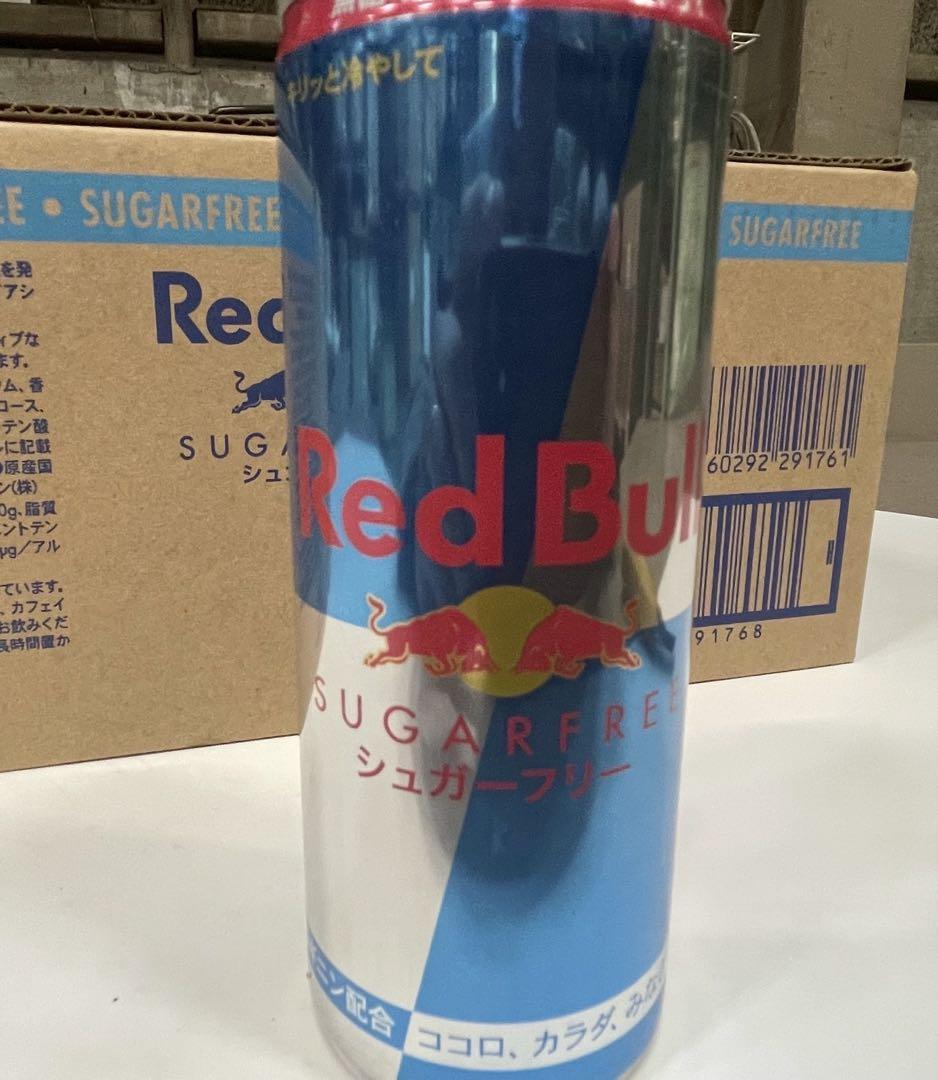 キリッと冷やして
SUGARFREE
SUGARFREE
を発
アシ
ィブな
ます。
ム、香
コース、
テン酸
に記載
の原産国
ン(株)
0g、脂質
ントテン
μg/アル
ています。
、カフェイ
お飲みくだ
長時間置か
Red
SUGA
シュ
60292 291761
91768
Red Bull
SUGARFREE
シュガーフリー
ニン配合
ココロ、カラダ、みな